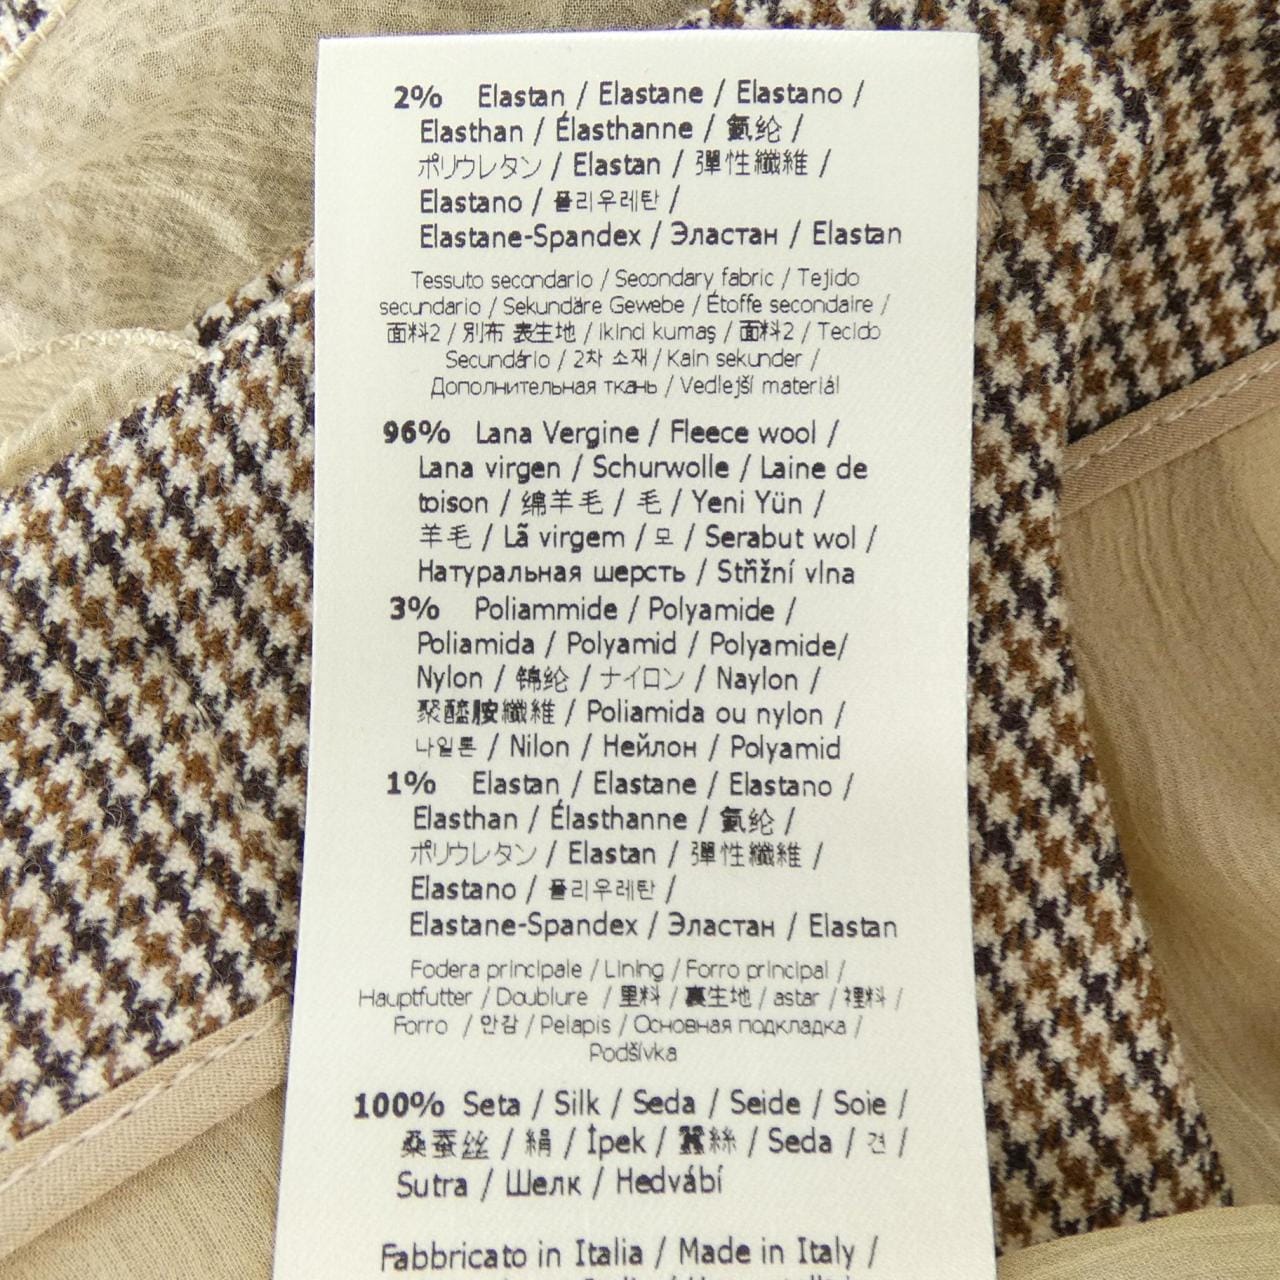 2% Elastan / Elastane / Elastano /
Elasthan / Élasthanne / 氨纶 /
ポリウレタン / Elastan / 彈性纖維 /
Elastano / 폴리우레탄 /
Elastane-Spandex / Эластан / Elastan
Tessuto secondario / Secondary fabric / Tejido
secundario / Sekundäre Gewebe / Étoffe secondaire /
面料2 / 別布 表生地 / ikinci kumaş / 面料2 / Tecido
Secundário / 2차 소재 / Kain sekunder /
Дополнительная ткань / Vedlejší materiál
96% Lana Vergine / Fleece wool /
Lana virgen / Schurwolle / Laine de
toison / 绵羊毛 / 毛 / Yeni Yün /
羊毛 / Lã virgem / 모 / Serabut wol /
Натуральная шерсть / Střižní vlna
3% Poliammide / Polyamide /
Poliamida / Polyamid / Polyamide/
Nylon / 锦纶 / ナイロン / Naylon /
聚醯胺纖維 / Poliamida ou nylon /
나일론 / Nilon / Нейлон / Polyamid
1% Elastan / Elastane / Elastano /
Elasthan / Élasthanne / 氨纶 /
ポリウレタン / Elastan / 彈性纖維 /
Elastano / 폴리우레탄 /
Elastane-Spandex / Эластан / Elastan
Fodera principale / Lining / Forro principal /
Hauptfutter / Doublure / 里料 / 裏生地 / astar / 裡料 /
Forro / 안감 / Pelapis / Основная подкладка /
Podšívka
100% Seta / Silk / Seda / Seide / Soie /
桑蚕丝 / 絹 / İpek / 蠶絲 / Seda / 견 /
Sutra / Шелк / Hedvábí
Fabbricato in Italia / Made in Italy /